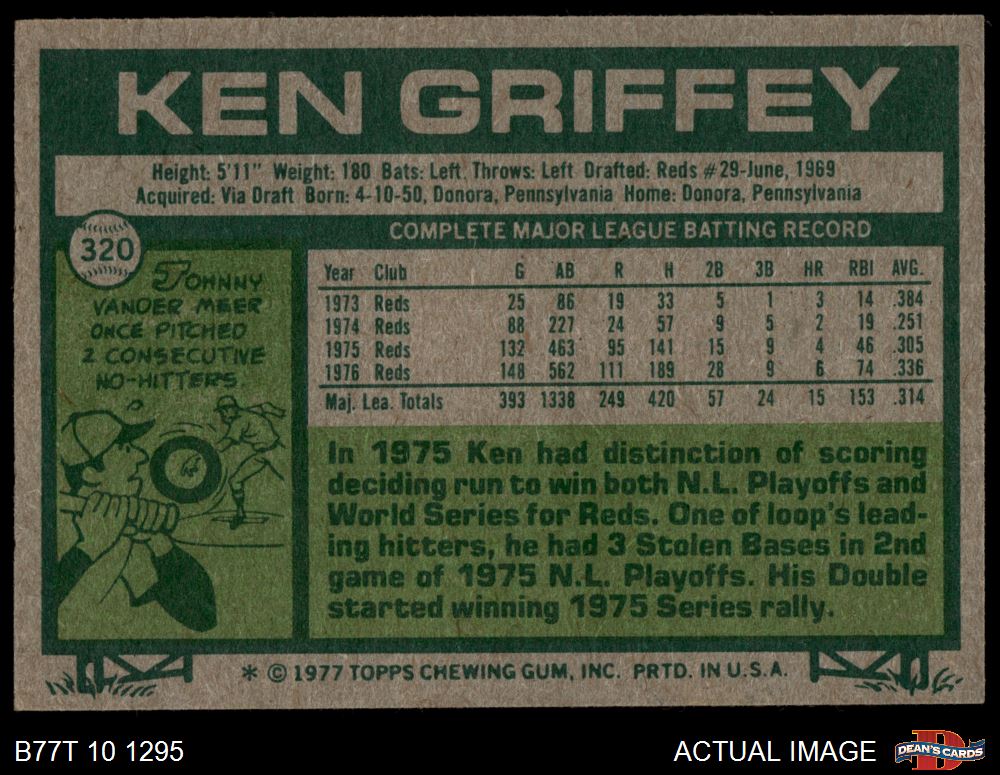 KEN GRIFFEY
Height: 5'11" Weight: 180 Bats: Left Throws: Left Drafted: Reds #29-June, 1969
Acquired: Via Draft Born: 4-10-50, Donora, Pennsylvania Home: Donora, Pennsylvania
320
JOHNNY
VANDER MEER
ONCE PITCHED
2 CONSECUTIVE
NO-HITTERS.
COMPLETE MAJOR LEAGUE BATTING RECORD
Year Club G AB R H 2B 3B HR RBI AVG.
1973 Reds 25 86 19 33 5 1 3 14 .384
1974 Reds 88 227 24 57 9 5 2 19 .251
1975 Reds 132 463 95 141 15 9 4 46 .305
1976 Reds 148 562 111 189 28 9 6 74 .336
Maj. Lea. Totals 393 1338 249 420 57 24 15 153 .314
In 1975 Ken had distinction of scoring
deciding run to win both N.L. Playoffs and
World Series for Reds. One of loop's lead-
ing hitters, he had 3 Stolen Bases in 2nd
game of 1975 N.L. Playoffs. His Double
started winning 1975 Series rally.
* © 1977 TOPPS CHEWING GUM, INC. PRTD. IN U.S.A.
B77T 10 1295
ACTUAL IMAGE
D
DEAN'S CARDS